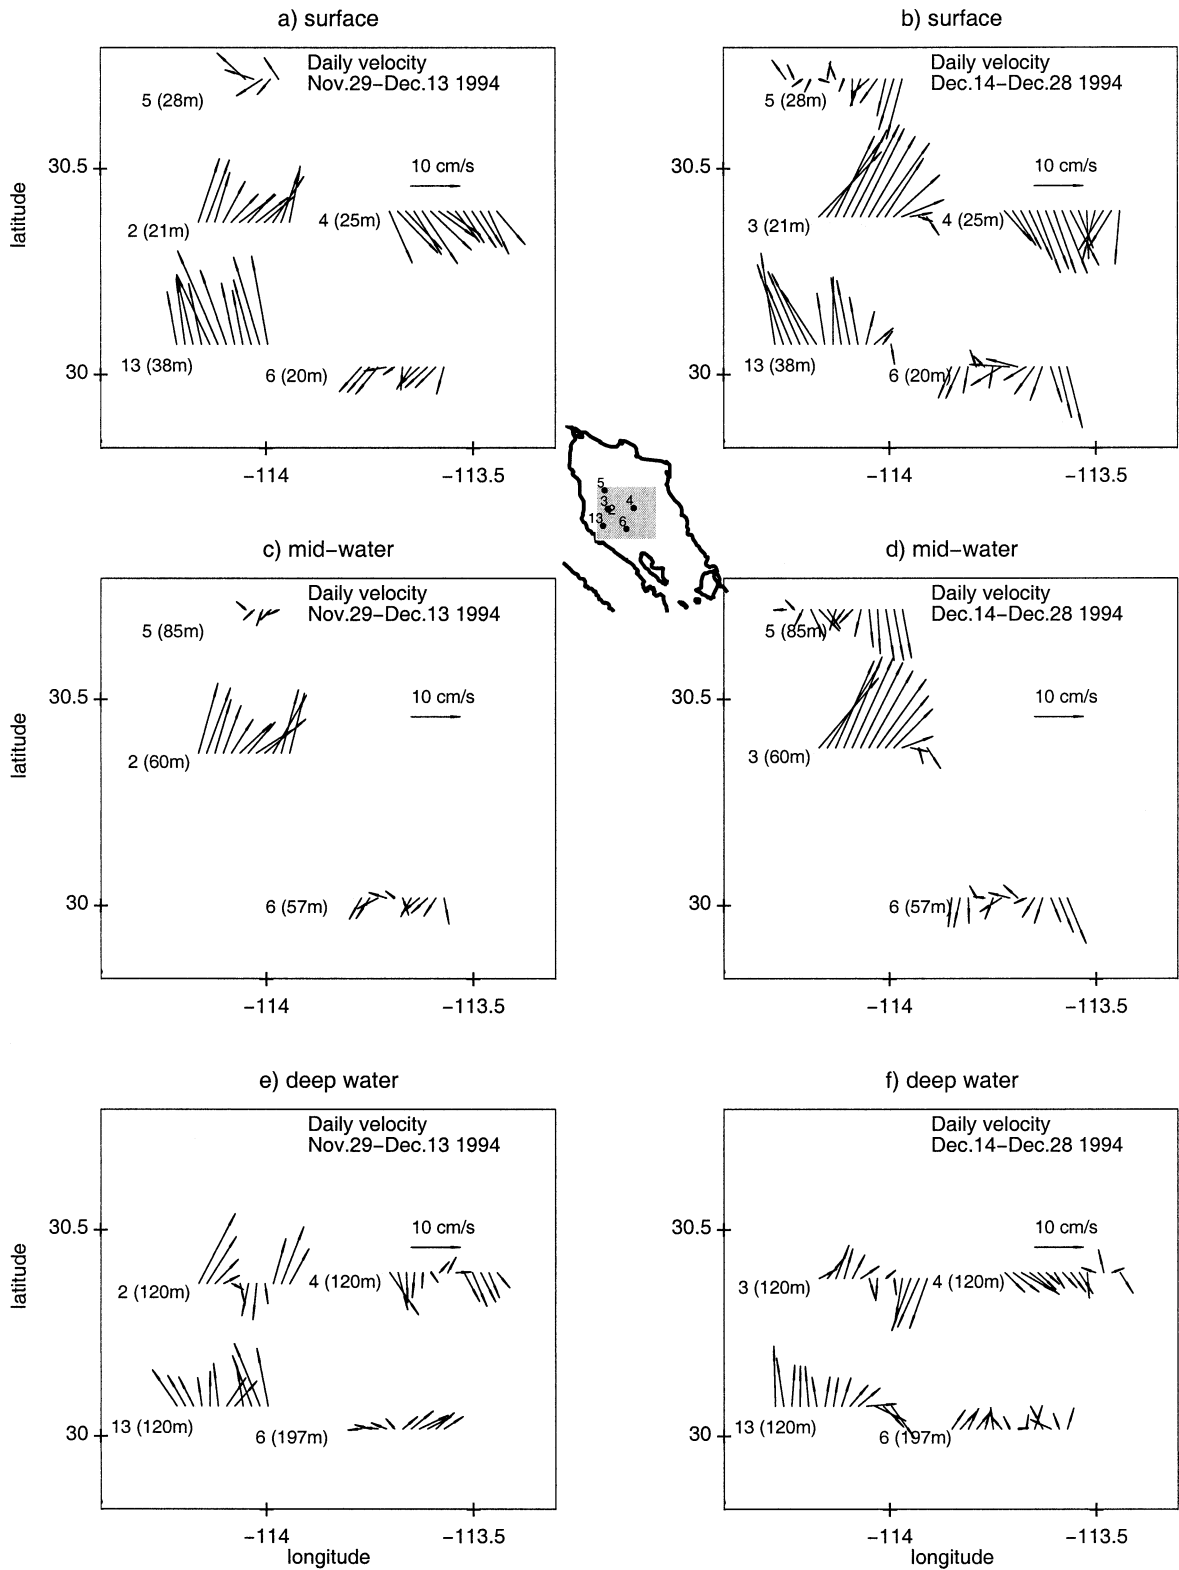 a) surface
Daily velocity
Nov.29−Dec.13 1994
5 (28m)
30.5
10 cm/s
2 (21m)
4 (25m)
latitude
13 (38m)
30
6 (20m)
−114
−113.5
b) surface
Daily velocity
Dec.14−Dec.28 1994
5 (28m)
30.5
10 cm/s
3 (21m)
4 (25m)
13 (38m)
30
6 (20m)
−114
−113.5
5
3
2
4
13
6
c) mid−water
Daily velocity
Nov.29−Dec.13 1994
5 (85m)
30.5
10 cm/s
2 (60m)
latitude
30
6 (57m)
−114
−113.5
d) mid−water
Daily velocity
Dec.14−Dec.28 1994
5 (85m)
30.5
10 cm/s
3 (60m)
30
6 (57m)
−114
−113.5
e) deep water
Daily velocity
Nov.29−Dec.13 1994
30.5
10 cm/s
2 (120m)
4 (120m)
latitude
13 (120m)
30
6 (197m)
−114
−113.5
longitude
f) deep water
Daily velocity
Dec.14−Dec.28 1994
30.5
10 cm/s
3 (120m)
4 (120m)
13 (120m)
30
6 (197m)
−114
−113.5
longitude